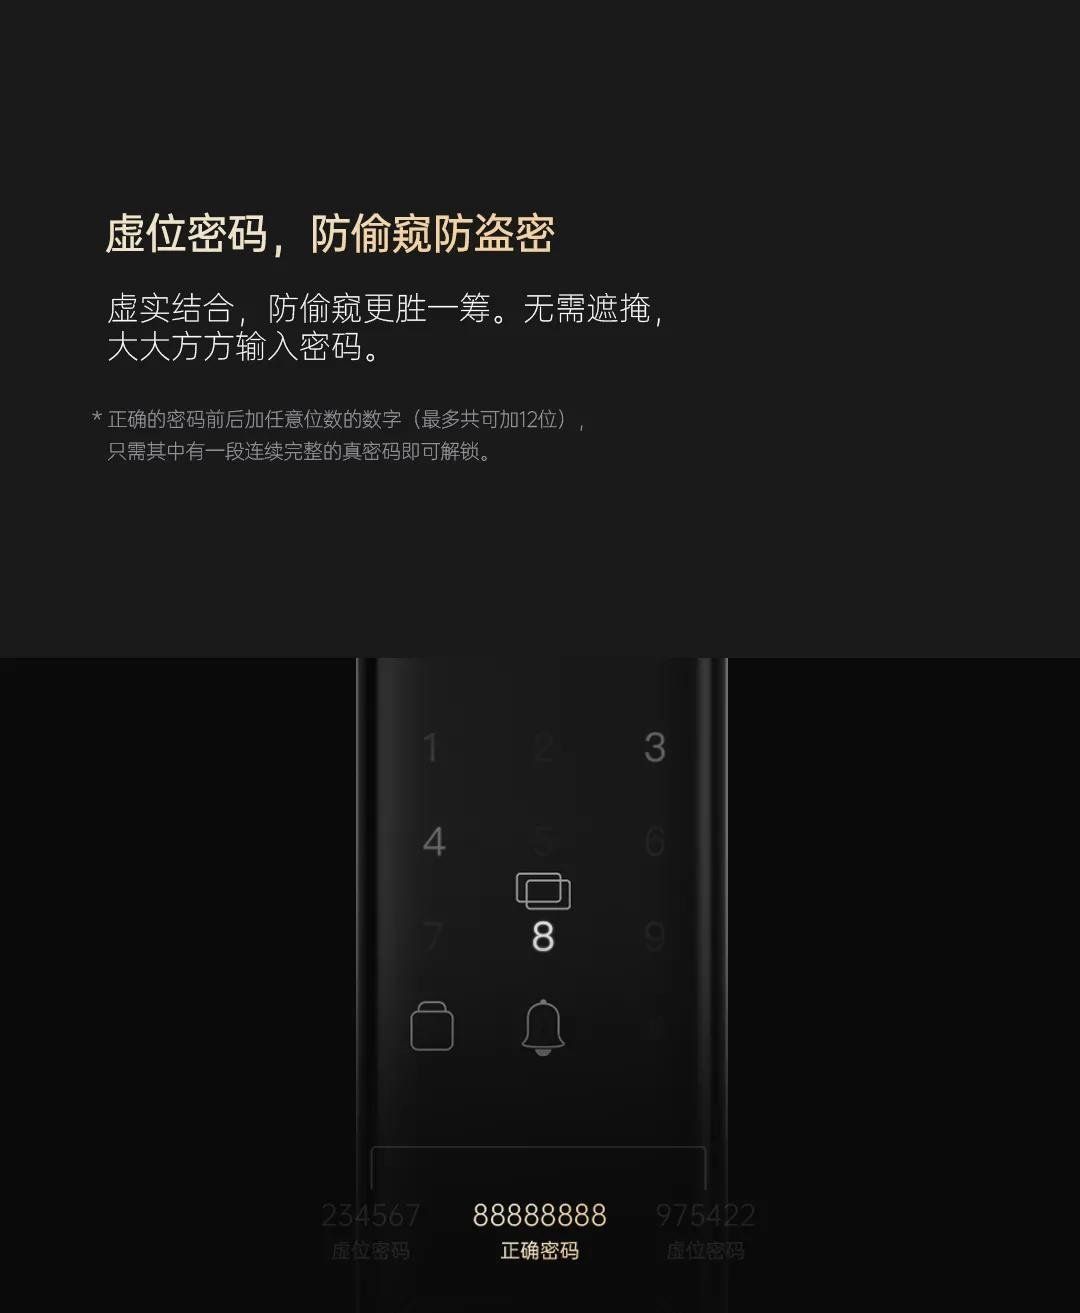 虚位密码，防偷窥防盗密
虚实结合，防偷窥更胜一筹。无需遮掩，
大大方方输入密码。
* 正确的密码前后加任意位数的数字（最多共可加12位），
只需其中有一段连续完整的真密码即可解锁。
1 2 3
4 5 6
7 8 9
234567 88888888 975422
虚位密码 正确密码 虚位密码